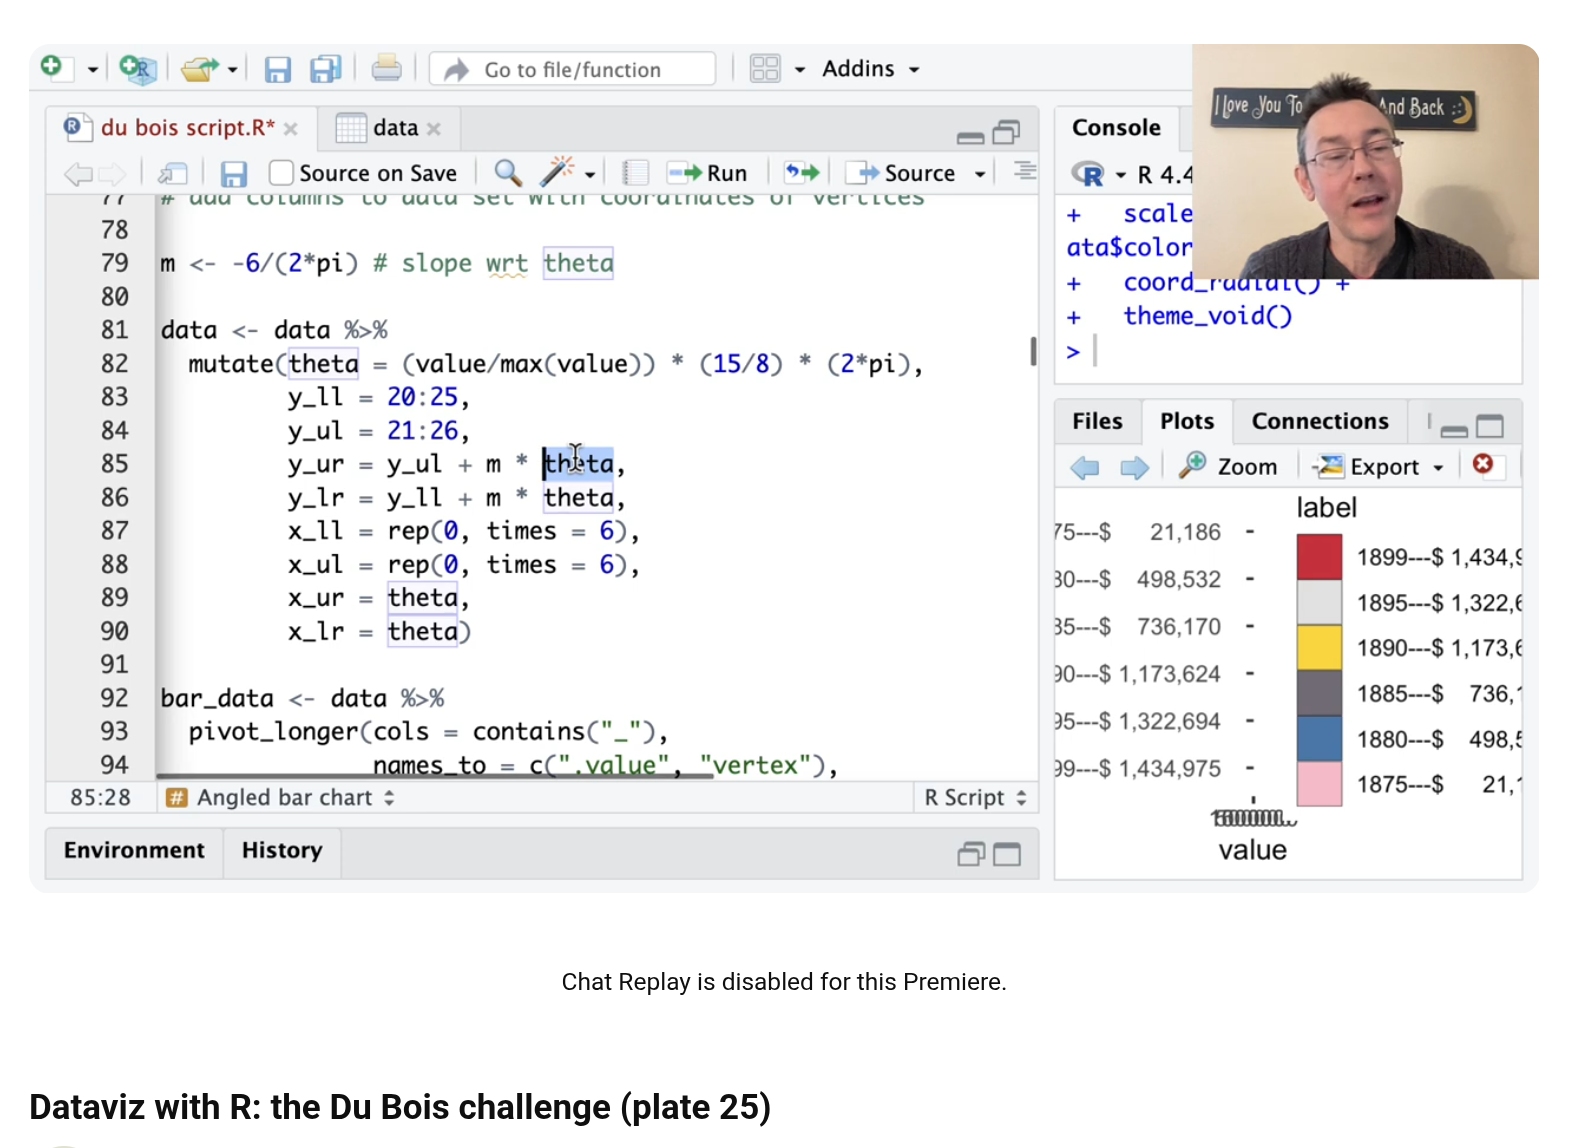 Go to file/function
Addins
I Love You To And Back
du bois script.R*
data
Console
Source on Save
Run
Source
R 4.4
77 # add columns to data set with coordinates of vertices
78
79 m <- -6/(2*pi) # slope wrt theta
80
81 data <- data %>%
82 mutate(theta = (value/max(value)) * (15/8) * (2*pi),
83 y_ll = 20:25,
84 y_ul = 21:26,
85 y_ur = y_ul + m * theta,
86 y_lr = y_ll + m * theta,
87 x_ll = rep(0, times = 6),
88 x_ul = rep(0, times = 6),
89 x_ur = theta,
90 x_lr = theta)
91
92 bar_data <- data %>%
93 pivot_longer(cols = contains("_"),
94 names_to = c(".value", "vertex"),
85:28
# Angled bar chart
R Script
Environment
History
+ scale
ata$color
+ coord_radial() +
+ theme_void()
>
Files
Plots
Connections
Zoom
Export
75---$ 21,186
80---$ 498,532
85---$ 736,170
90---$ 1,173,624
95---$ 1,322,694
99---$ 1,434,975
value
label
1899---$ 1,434,9
1895---$ 1,322,6
1890---$ 1,173,6
1885---$ 736,1
1880---$ 498,5
1875---$ 21,1
Chat Replay is disabled for this Premiere.
Dataviz with R: the Du Bois challenge (plate 25)